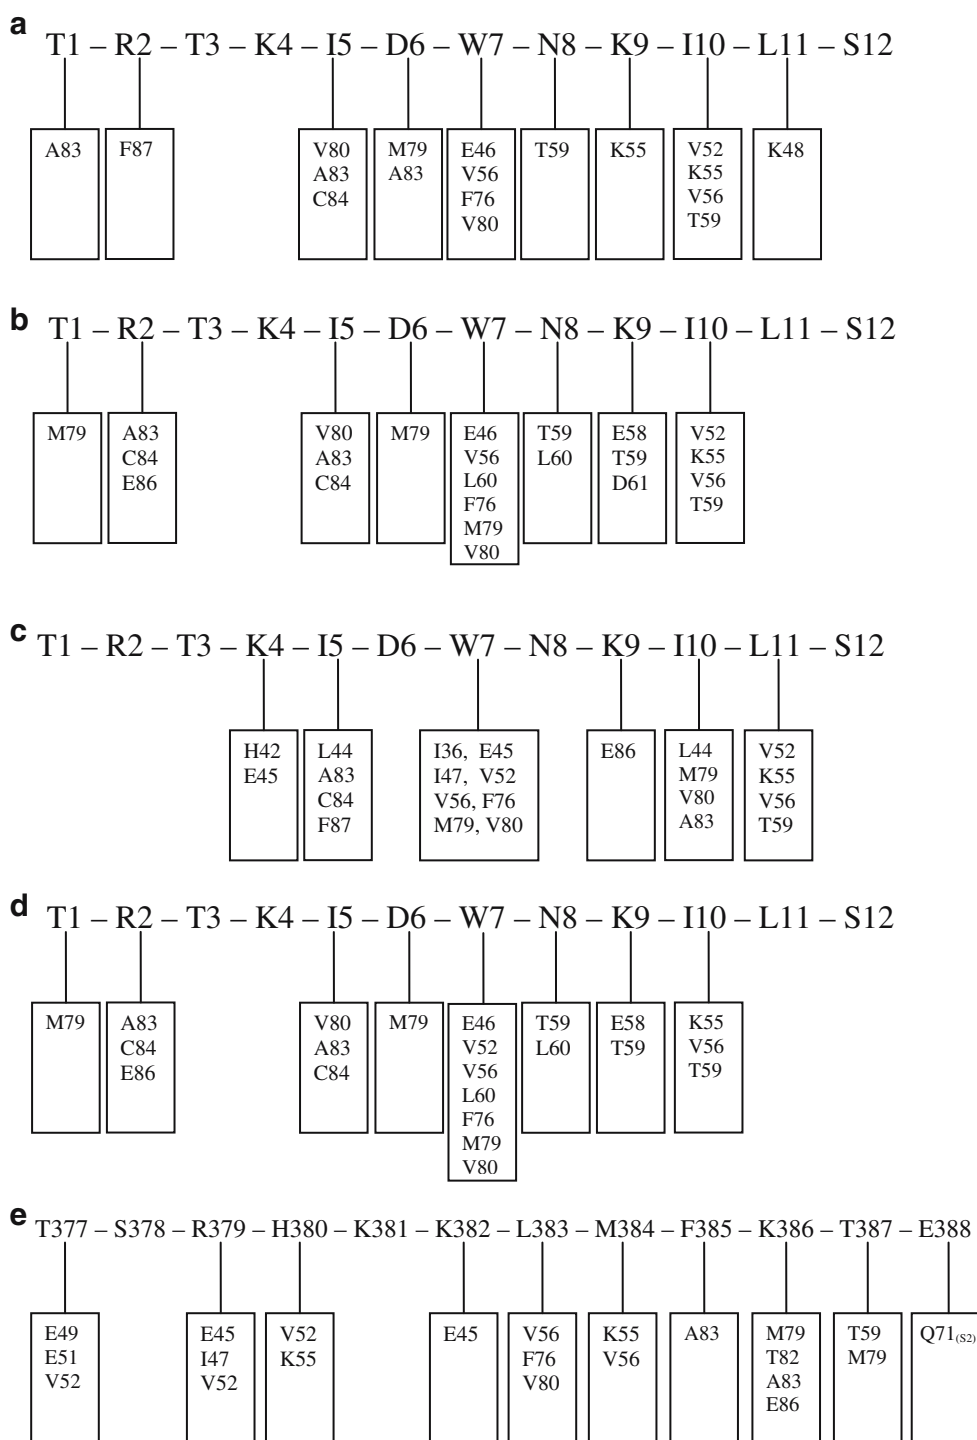 a
T1 – R2 – T3 – K4 – I5 – D6 – W7 – N8 – K9 – I10 – L11 – S12
A83
F87
V80
A83
C84
M79
A83
E46
V56
F76
V80
T59
K55
V52
K55
V56
T59
K48
b
T1 – R2 – T3 – K4 – I5 – D6 – W7 – N8 – K9 – I10 – L11 – S12
M79
A83
C84
E86
V80
A83
C84
M79
E46
V56
L60
F76
M79
V80
T59
L60
E58
T59
D61
V52
K55
V56
T59
c
T1 – R2 – T3 – K4 – I5 – D6 – W7 – N8 – K9 – I10 – L11 – S12
H42
E45
L44
A83
C84
F87
I36, E45
I47, V52
V56, F76
M79, V80
E86
L44
M79
V80
A83
V52
K55
V56
T59
d
T1 – R2 – T3 – K4 – I5 – D6 – W7 – N8 – K9 – I10 – L11 – S12
M79
A83
C84
E86
V80
A83
C84
M79
E46
V52
V56
L60
F76
M79
V80
T59
L60
E58
T59
K55
V56
T59
e
T377 – S378 – R379 – H380 – K381 – K382 – L383 – M384 – F385 – K386 – T387 – E388
E49
E51
V52
E45
I47
V52
V52
K55
E45
V56
F76
V80
K55
V56
A83
M79
T82
A83
E86
T59
M79
Q71(S2)